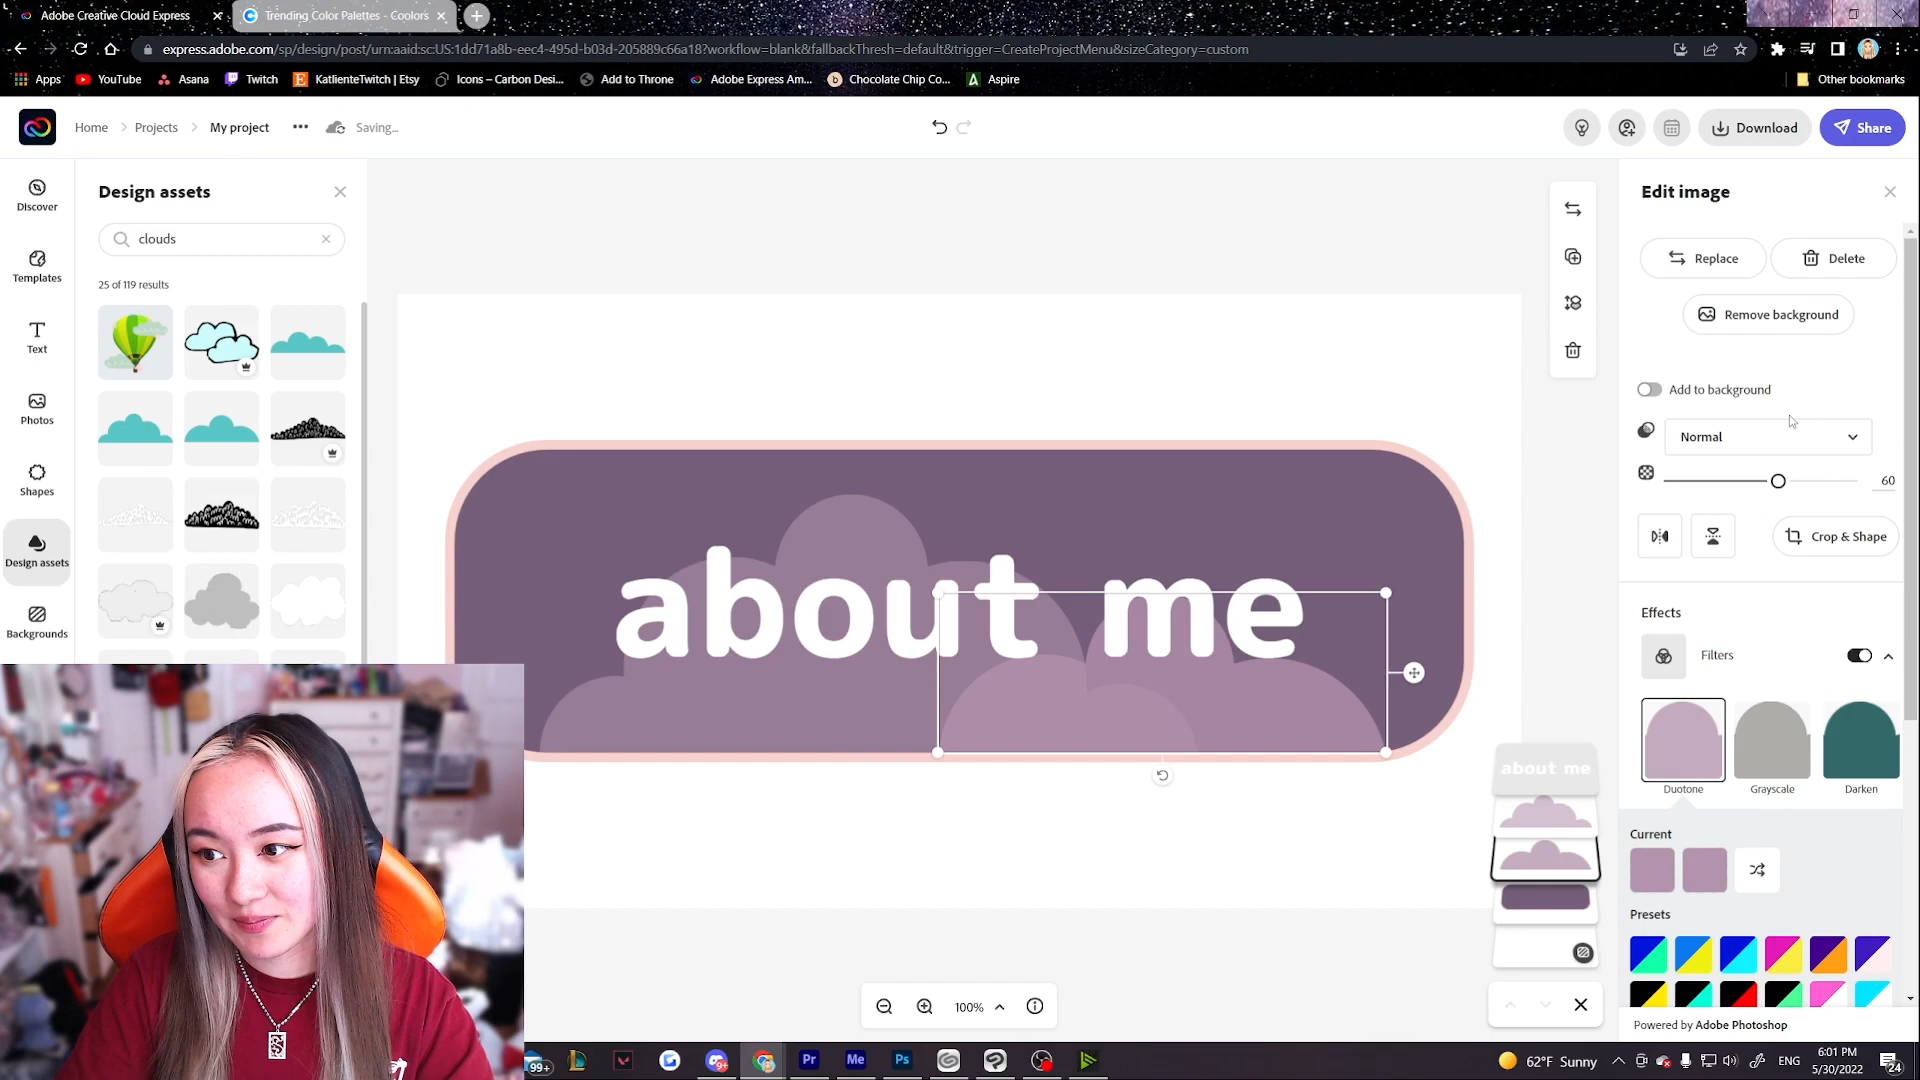 Adobe Creative Cloud Express
Trending Color Palettes - Coolors
express.adobe.com/sp/design/post/urn:aaid:sc:US:1dd71a8b-eec4-495d-b03d-205889c66a18?workflow=blank&fallbackThresh=default&trigger=CreateProjectMenu&sizeCategory=custom
Apps YouTube Asana Twitch KatlienteTwitch | Etsy Icons – Carbon Desi... Add to Throne Adobe Express Am... Chocolate Chip Co... Aspire Other bookmarks
Home Projects My project Saving...
Download Share
Discover
Templates
Text
Photos
Shapes
Design assets
Backgrounds
Design assets
clouds
25 of 119 results
about me
about me
100%
Edit image
Replace Delete
Remove background
Add to background
Normal
60
Crop & Shape
Effects
Filters
Duotone Grayscale Darken
Current
Presets
Powered by Adobe Photoshop
99+ Pr Me Ps
62°F Sunny ENG 6:01 PM
5/30/2022
24